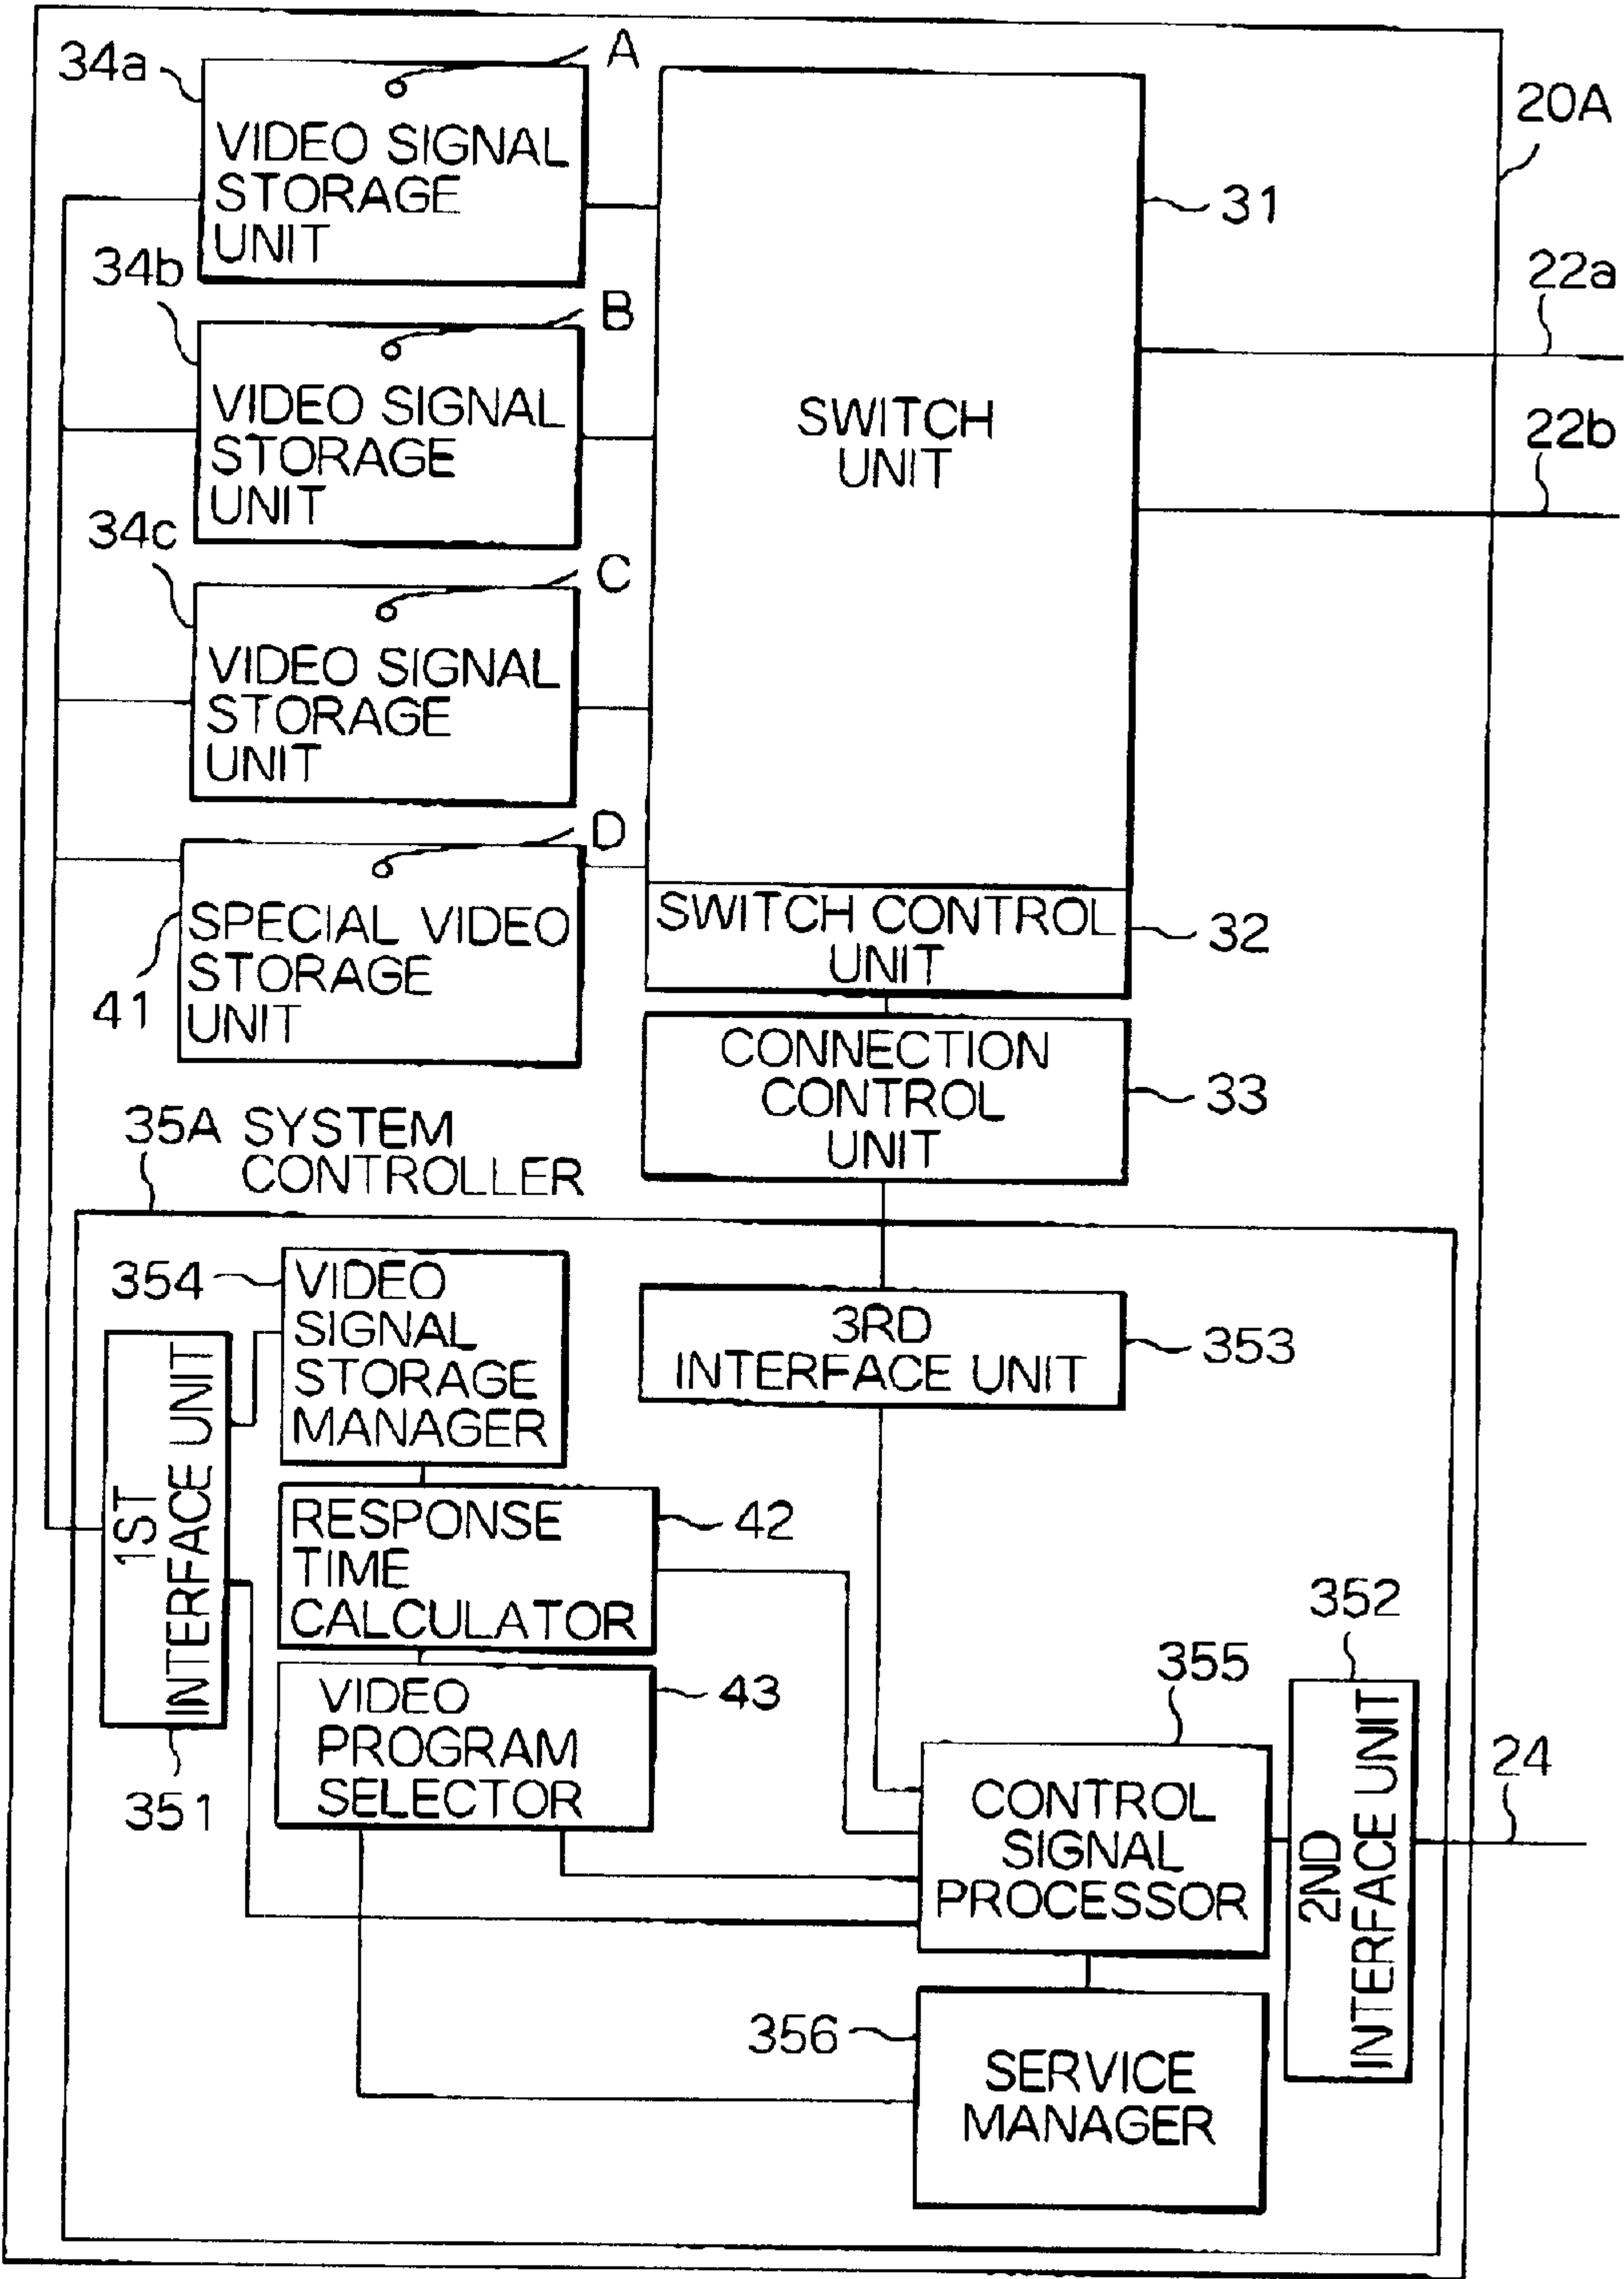 34a
A
VIDEO SIGNAL
STORAGE
UNIT
20A
31
34b
B
VIDEO SIGNAL
STORAGE
UNIT
22a
SWITCH
UNIT
22b
34c
C
VIDEO SIGNAL
STORAGE
UNIT
D
SPECIAL VIDEO
STORAGE
UNIT
41
SWITCH CONTROL
UNIT
32
CONNECTION
CONTROL
UNIT
33
35A SYSTEM
CONTROLLER
354
VIDEO
SIGNAL
STORAGE
MANAGER
3RD
INTERFACE UNIT
353
1ST
INTERFACE UNIT
351
RESPONSE
TIME
CALCULATOR
42
VIDEO
PROGRAM
SELECTOR
43
355
CONTROL
SIGNAL
PROCESSOR
352
2ND
INTERFACE UNIT
24
356
SERVICE
MANAGER